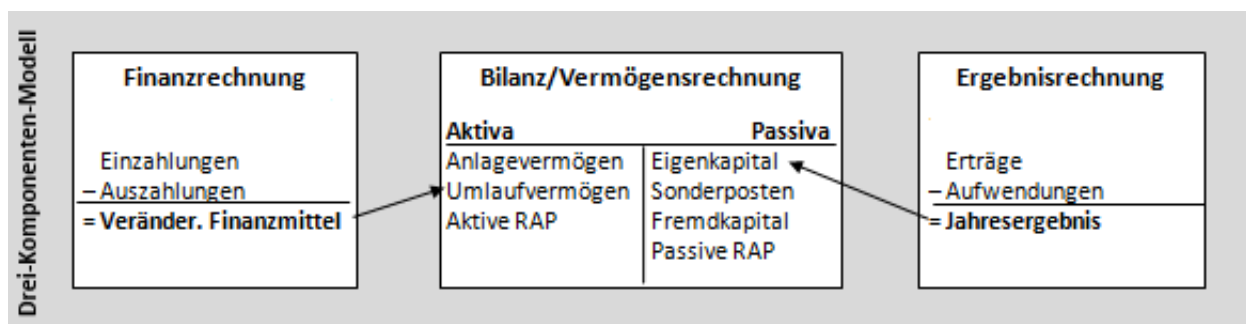 Drei-Komponenten-Modell
Finanzrechnung
Einzahlungen
– Auszahlungen
= Veränder. Finanzmittel
Bilanz/Vermögensrechnung
Aktiva Passiva
Anlagevermögen Eigenkapital
Umlaufvermögen Sonderposten
Aktive RAP Fremdkapital
Passive RAP
Ergebnisrechnung
Erträge
– Aufwendungen
= Jahresergebnis